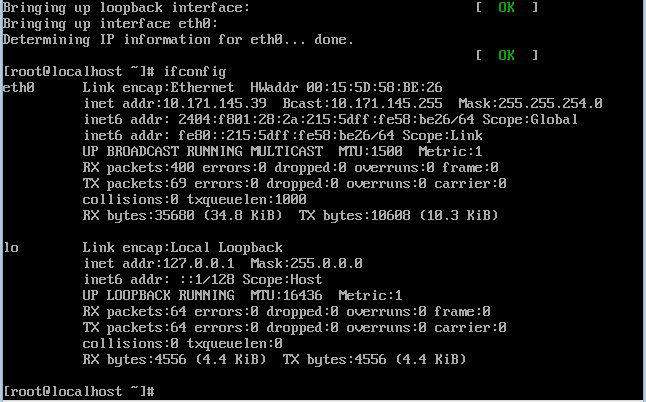 Bringing up loopback interface:                            [  OK  ]
Bringing up interface eth0:
Determining IP information for eth0... done.
                                                           [  OK  ]
[root@localhost ~]# ifconfig
eth0      Link encap:Ethernet  HWaddr 00:15:5D:58:BE:26
          inet addr:10.171.145.39  Bcast:10.171.145.255  Mask:255.255.254.0
          inet6 addr: 2404:f801:28:2a:215:5dff:fe58:be26/64 Scope:Global
          inet6 addr: fe80::215:5dff:fe58:be26/64 Scope:Link
          UP BROADCAST RUNNING MULTICAST  MTU:1500  Metric:1
          RX packets:400 errors:0 dropped:0 overruns:0 frame:0
          TX packets:69 errors:0 dropped:0 overruns:0 carrier:0
          collisions:0 txqueuelen:1000
          RX bytes:35680 (34.8 KiB)  TX bytes:10608 (10.3 KiB)
lo        Link encap:Local Loopback
          inet addr:127.0.0.1  Mask:255.0.0.0
          inet6 addr: ::1/128 Scope:Host
          UP LOOPBACK RUNNING  MTU:16436  Metric:1
          RX packets:64 errors:0 dropped:0 overruns:0 frame:0
          TX packets:64 errors:0 dropped:0 overruns:0 carrier:0
          collisions:0 txqueuelen:0
          RX bytes:4556 (4.4 KiB)  TX bytes:4556 (4.4 KiB)
[root@localhost ~]#